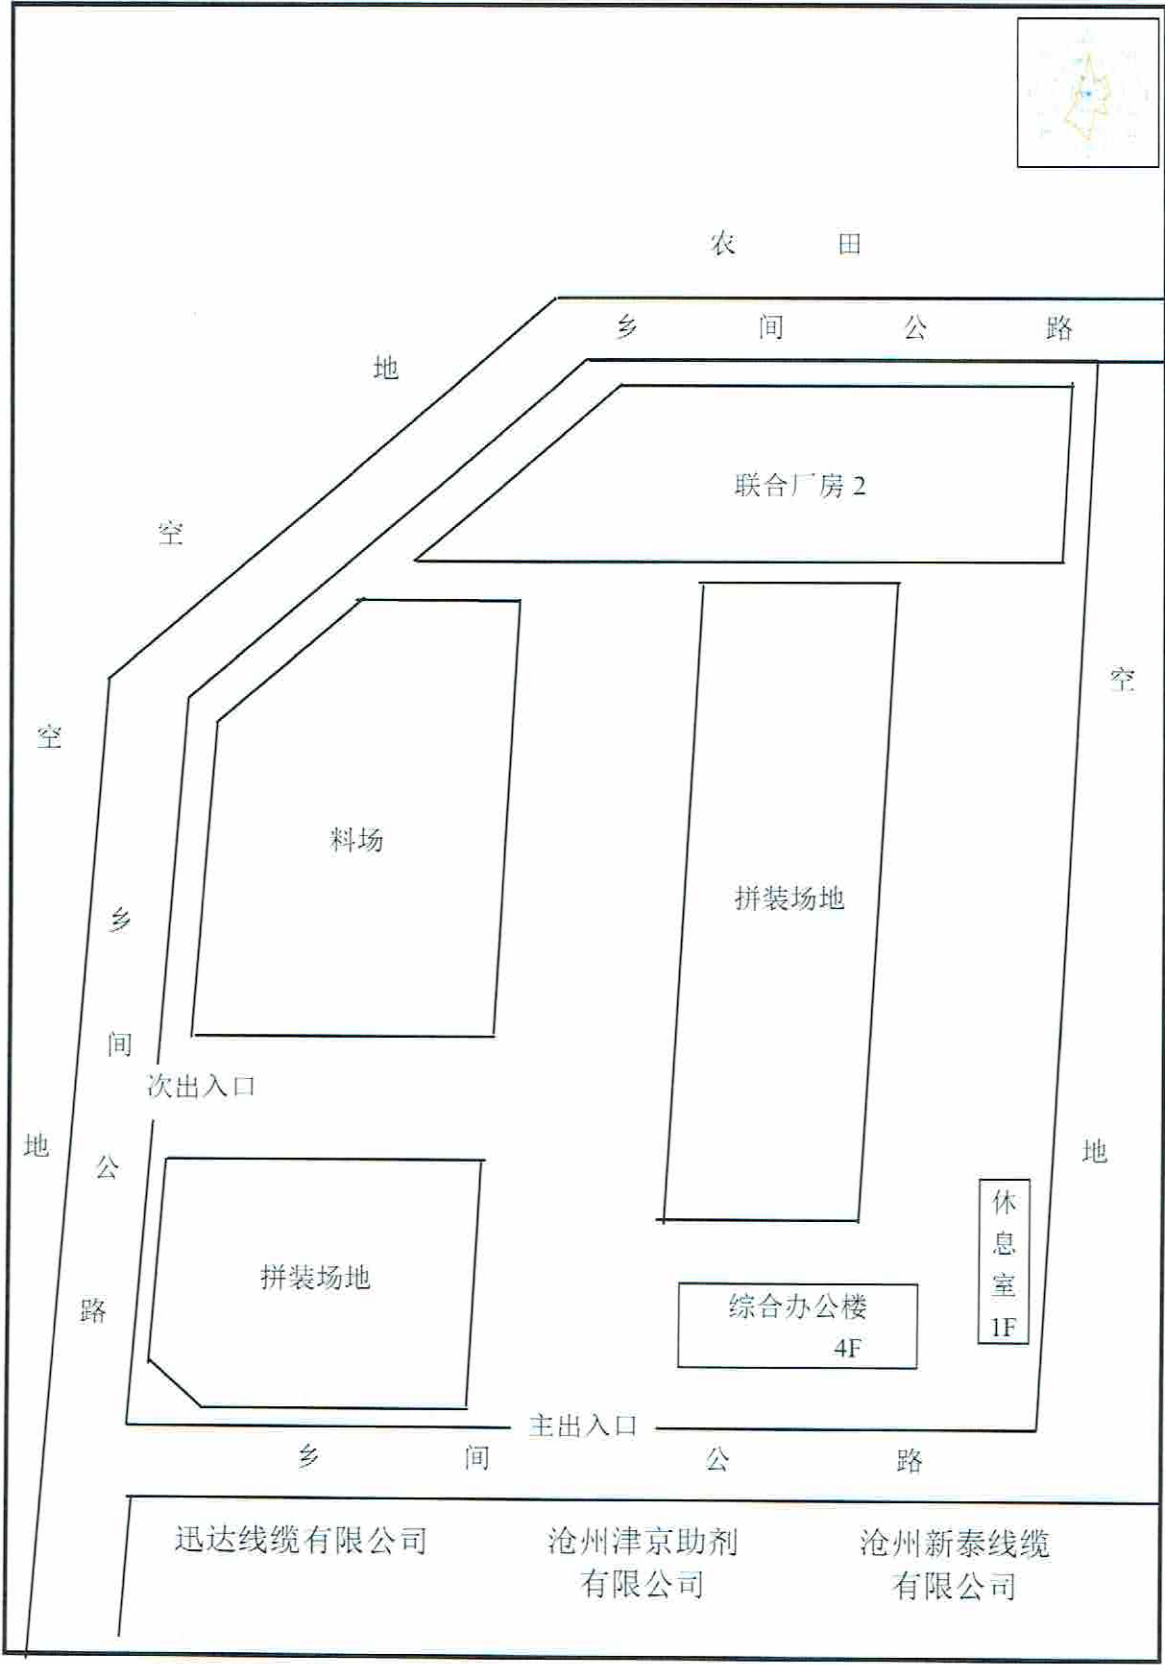 农 田
乡 间 公 路
地
空
联合厂房 2
空
地
空
地
料场
拼装场地
乡 间 公 路
次出入口
拼装场地
综合办公楼
4F
休息室1F
主出入口
乡 间 公 路
迅达线缆有限公司
沧州津京助剂
有限公司
沧州新泰线缆
有限公司